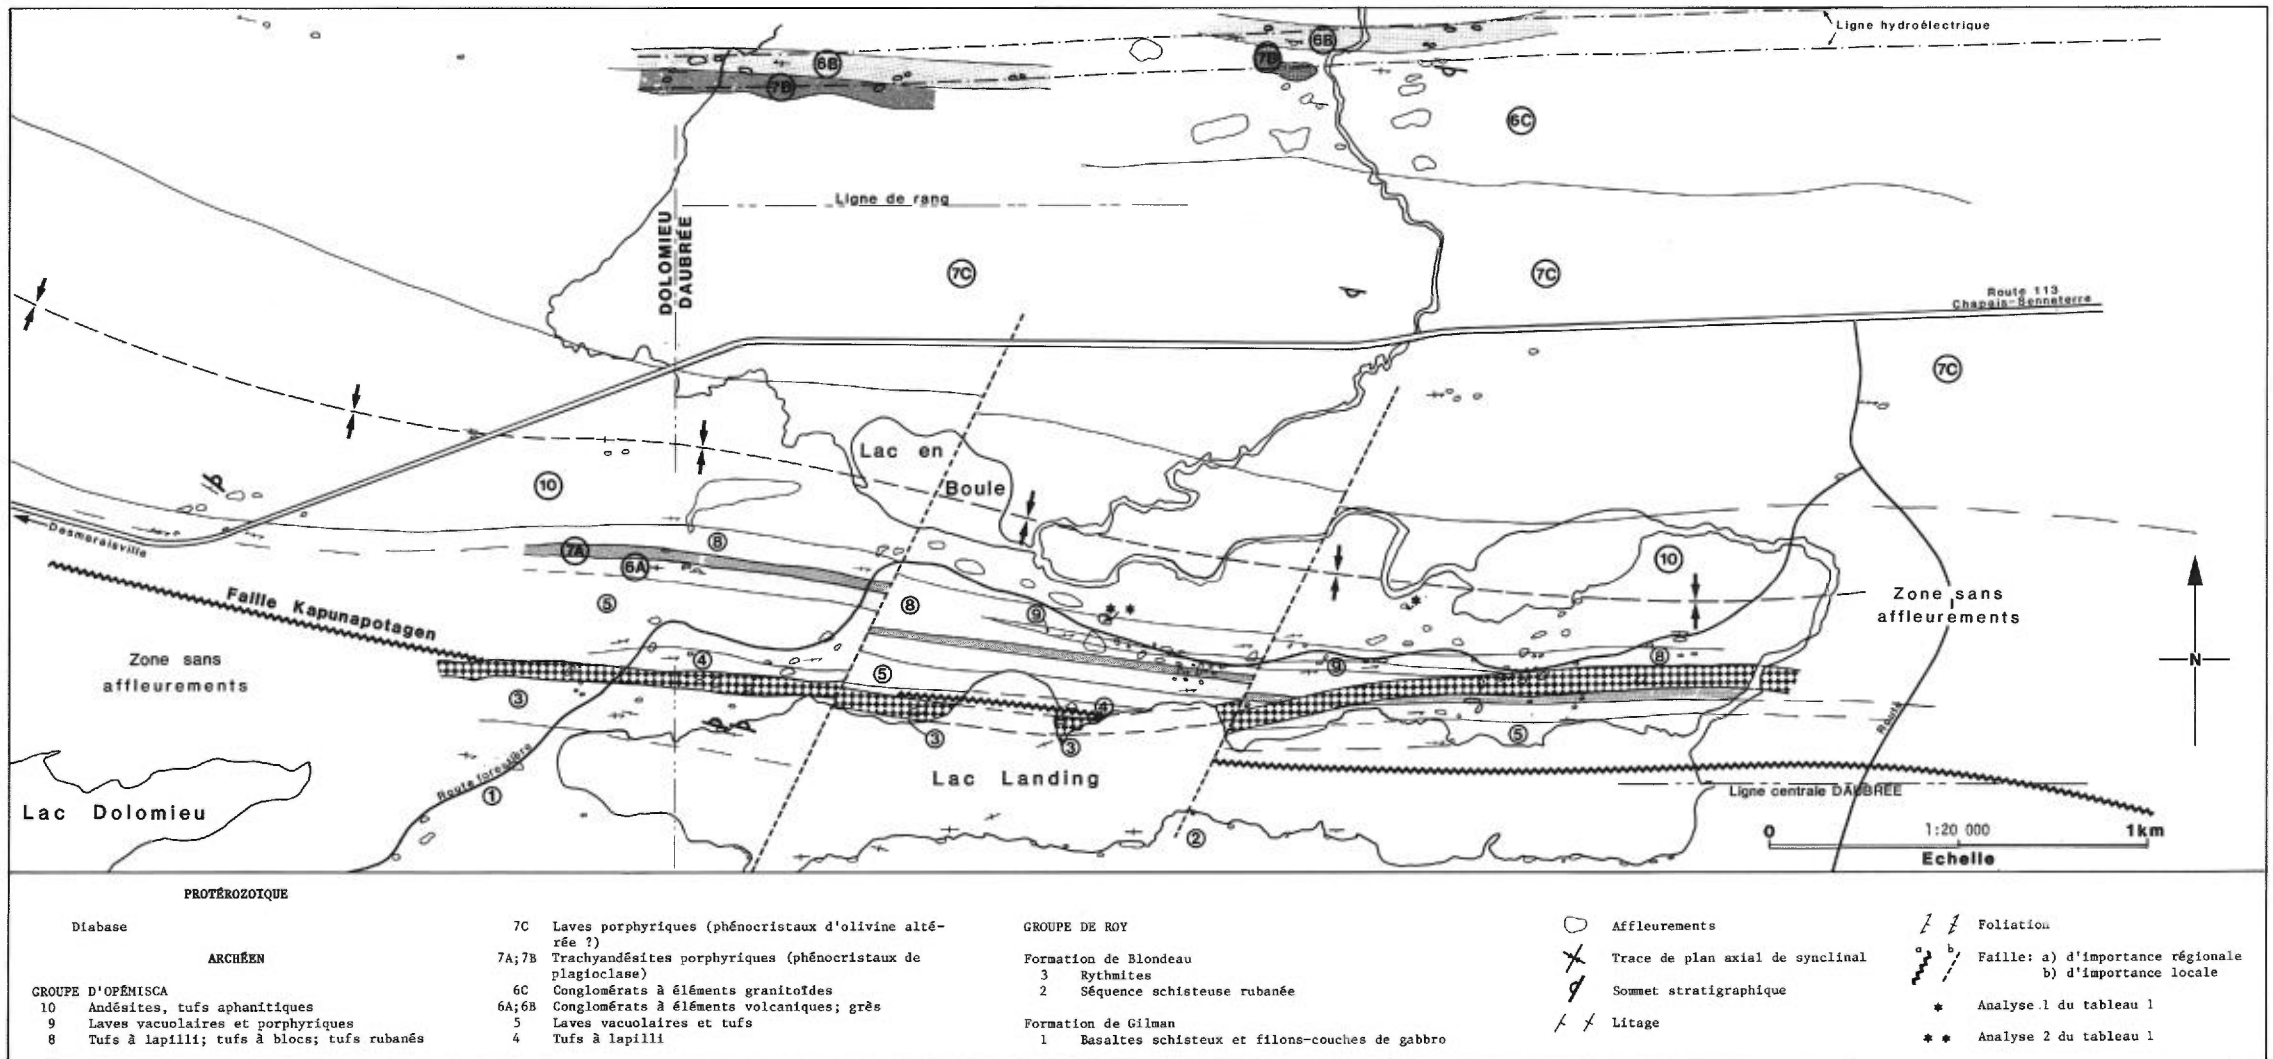 Ligne hydroélectrique
6B
6B
7B
7B
6C
Ligne de rang
DOLOMIEU
DAUBRÉE
7C
7C
Route 113
Chapais-Senneterre
7C
Lac en
Boule
10
Desmaraisville
8
7A
6A
10
Faille Kapunapotagen
5
8
9
* *
*
Zone sans
affleurements
Zone sans
affleurements
4
5
9
8
N
3
4
3
3
5
Route
Route forestière
1
Lac Landing
Lac Dolomieu
2
Ligne centrale DAUBRÉE
0 1:20 000 1km
Echelle
PROTÉROZOÏQUE
Diabase
ARCHÉEN
GROUPE D'OPÉMISCA
10 Andésites, tufs aphanitiques
9 Laves vacuolaires et porphyriques
8 Tufs à lapilli; tufs à blocs; tufs rubanés
7C Laves porphyriques (phénocristaux d'olivine alté-
rée ?)
7A;7B Trachyandésites porphyriques (phénocristaux de
plagioclase)
6C Conglomérats à éléments granitoïdes
6A;6B Conglomérats à éléments volcaniques; grès
5 Laves vacuolaires et tufs
4 Tufs à lapilli
GROUPE DE ROY
Formation de Blondeau
3 Rythmites
2 Séquence schisteuse rubanée
Formation de Gilman
1 Basaltes schisteux et filons-couches de gabbro
Affleurements
Trace de plan axial de synclinal
Sommet stratigraphique
Litage
Foliation
a b Faille: a) d'importance régionale
b) d'importance locale
* Analyse 1 du tableau 1
* * Analyse 2 du tableau 1